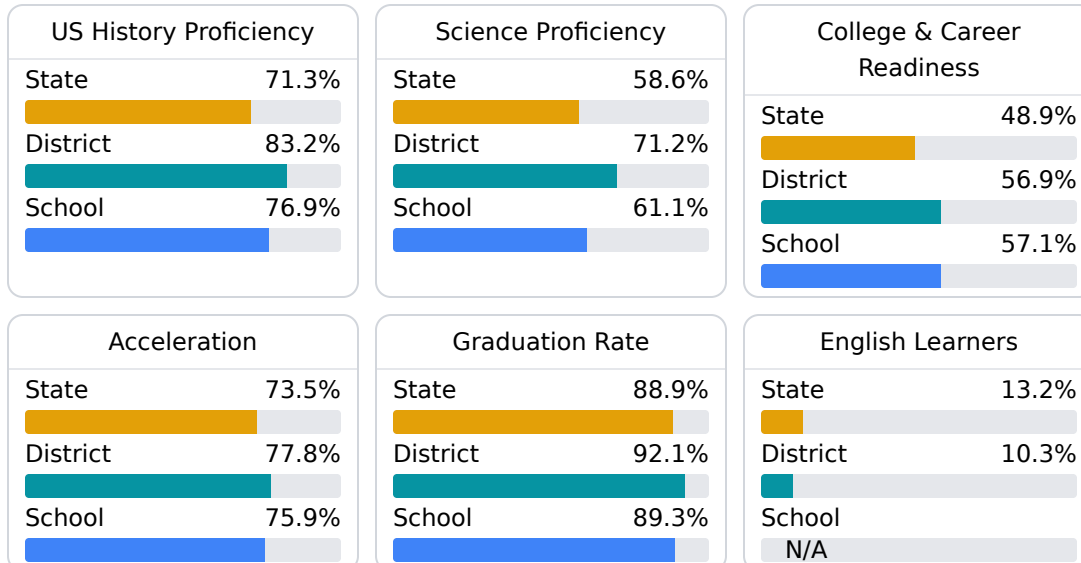 US History Proficiency
State 71.3%
District 83.2%
School 76.9%
Science Proficiency
State 58.6%
District 71.2%
School 61.1%
College & Career
Readiness
State 48.9%
District 56.9%
School 57.1%
Acceleration
State 73.5%
District 77.8%
School 75.9%
Graduation Rate
State 88.9%
District 92.1%
School 89.3%
English Learners
State 13.2%
District 10.3%
School
N/A